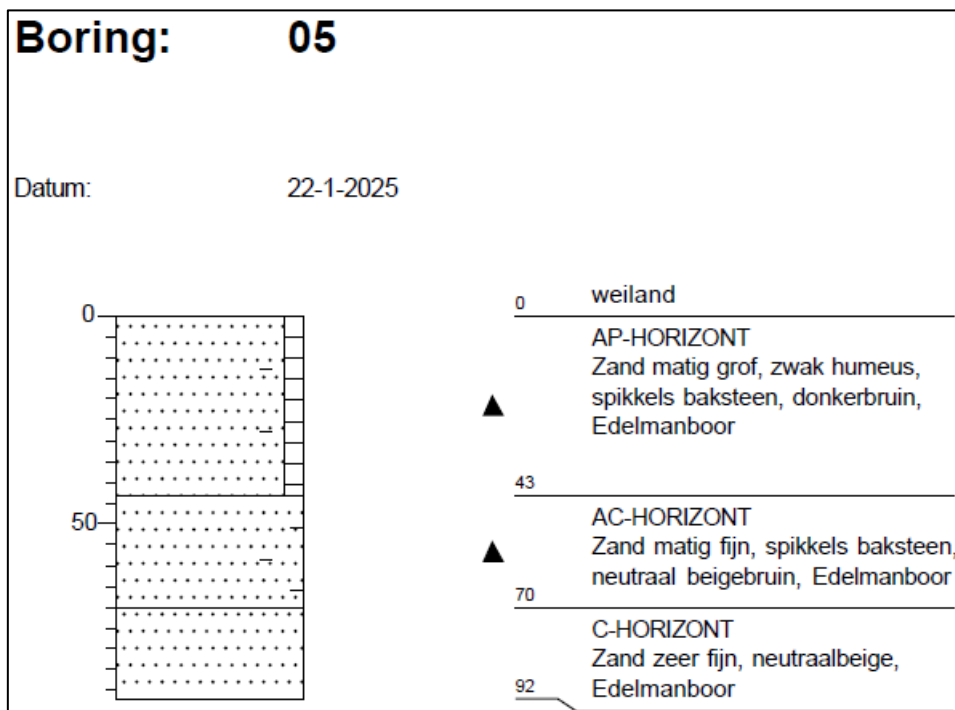 Boring: 05
Datum: 22-1-2025
0
50
0 weiland
AP-HORIZONT
Zand matig grof, zwak humeus,
spikkels baksteen, donkerbruin,
Edelmanboor
43
AC-HORIZONT
Zand matig fijn, spikkels baksteen,
neutraal beigebruin, Edelmanboor
70
C-HORIZONT
Zand zeer fijn, neutraalbeige,
92 Edelmanboor